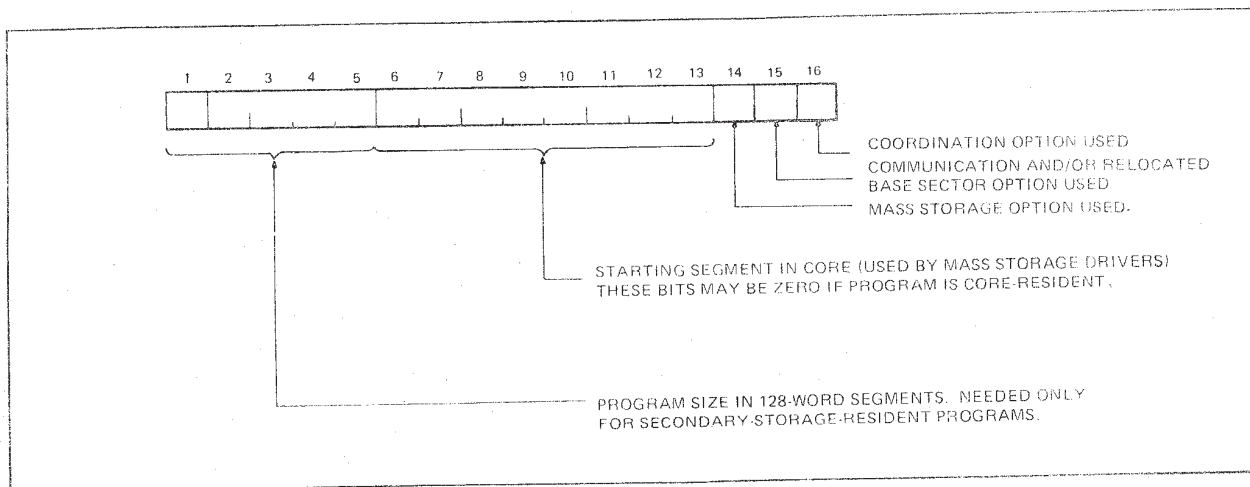 1 2 3 4 5 6 7 8 9 10 11 12 13 14 15 16
COORDINATION OPTION USED
COMMUNICATION AND/OR RELOCATED
BASE SECTOR OPTION USED
MASS STORAGE OPTION USED.
STARTING SEGMENT IN CORE (USED BY MASS STORAGE DRIVERS)
THESE BITS MAY BE ZERO IF PROGRAM IS CORE-RESIDENT.
PROGRAM SIZE IN 128-WORD SEGMENTS. NEEDED ONLY
FOR SECONDARY-STORAGE-RESIDENT PROGRAMS.